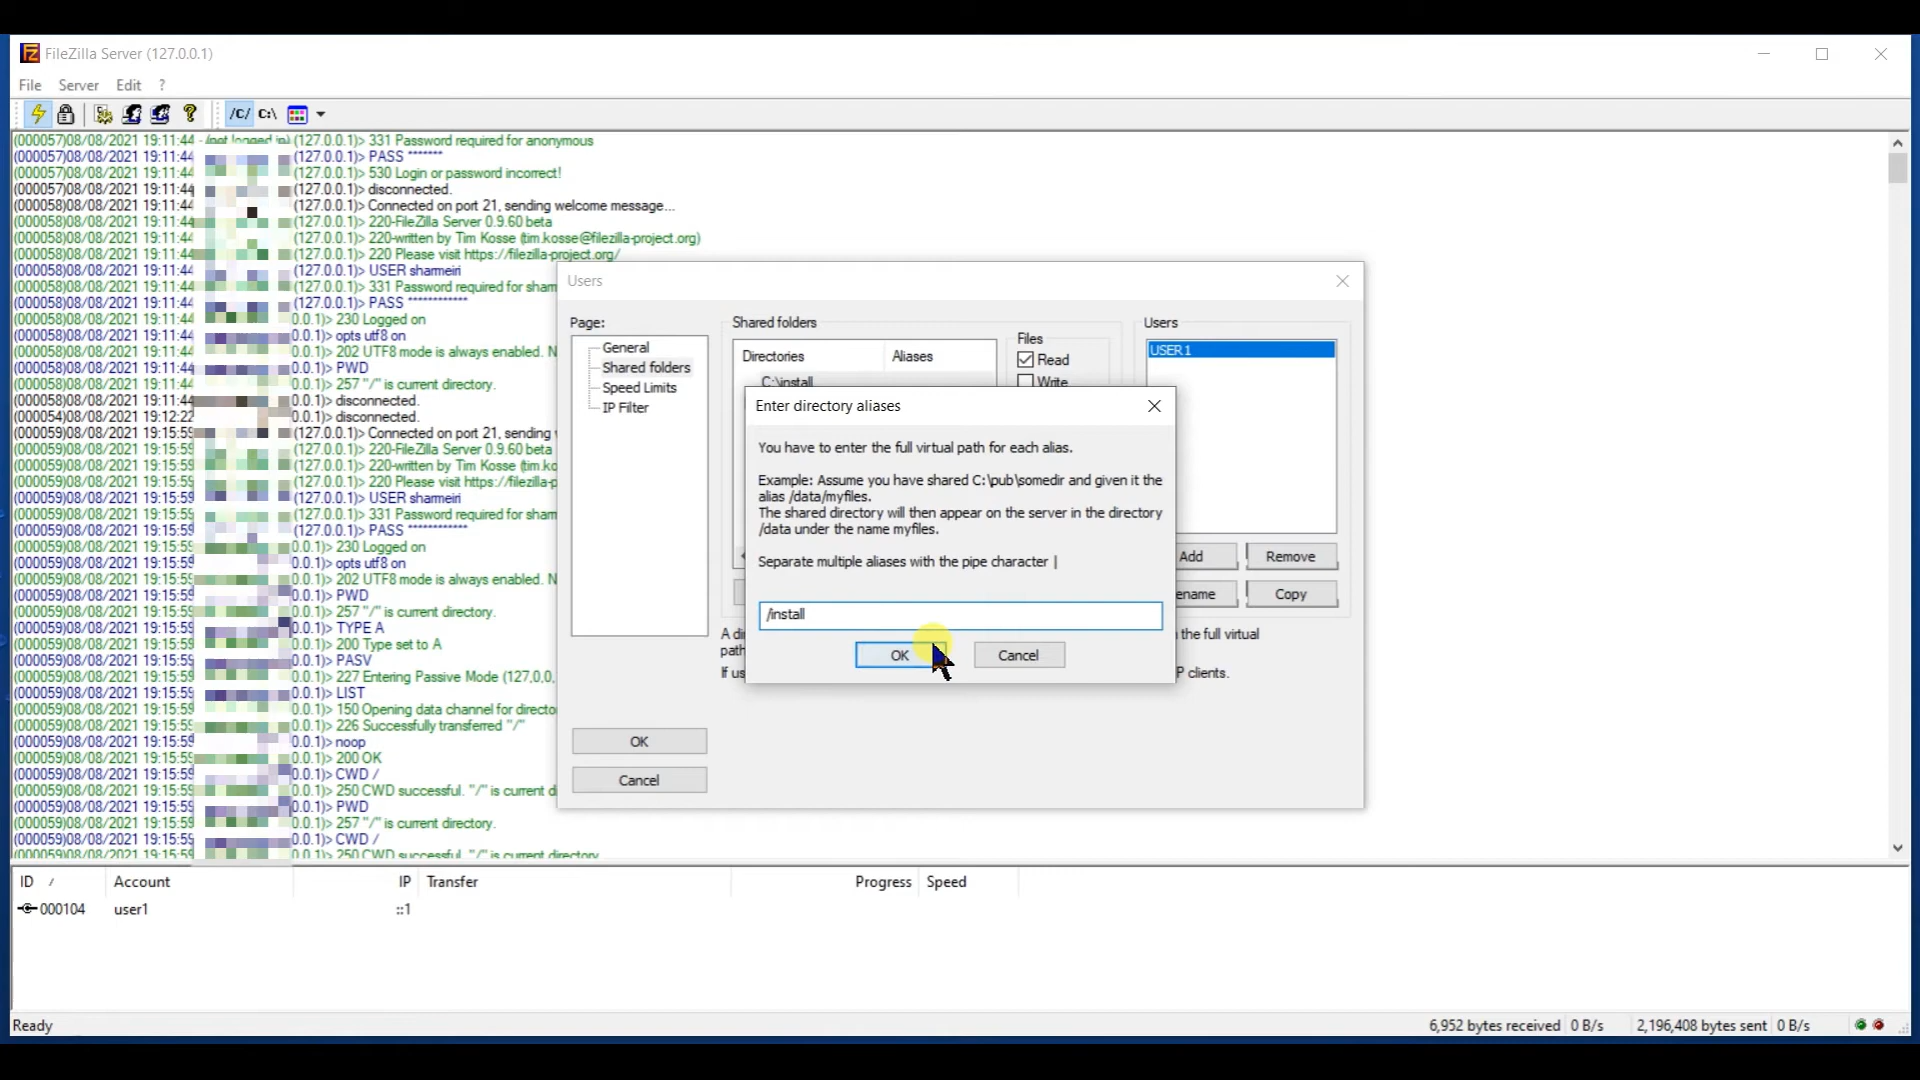 FileZilla Server (127.0.0.1)
File Server Edit ?
/C/ C:\
(000057)08/08/2021 19:11:44 - (not logged in) (127.0.0.1)> 331 Password required for anonymous
(000057)08/08/2021 19:11:44 (127.0.0.1)> PASS *******
(000057)08/08/2021 19:11:44 (127.0.0.1)> 530 Login or password incorrect!
(000057)08/08/2021 19:11:44 (127.0.0.1)> disconnected.
(000058)08/08/2021 19:11:44 (127.0.0.1)> Connected on port 21, sending welcome message...
(000058)08/08/2021 19:11:44 (127.0.0.1)> 220-FileZilla Server 0.9.60 beta
(000058)08/08/2021 19:11:44 (127.0.0.1)> 220-written by Tim Kosse (tim.kosse@filezilla-project.org)
(000058)08/08/2021 19:11:44 (127.0.0.1)> 220 Please visit https://filezilla-project.org/
(000058)08/08/2021 19:11:44 (127.0.0.1)> USER sharmeiri
(000058)08/08/2021 19:11:44 (127.0.0.1)> 331 Password required for sham
(000058)08/08/2021 19:11:44 (127.0.0.1)> PASS ************
(000058)08/08/2021 19:11:44 0.0.1)> 230 Logged on
(000058)08/08/2021 19:11:44 0.0.1)> opts utf8 on
(000058)08/08/2021 19:11:44 0.0.1)> 202 UTF8 mode is always enabled. N
(000058)08/08/2021 19:11:44 0.0.1)> PWD
(000058)08/08/2021 19:11:44 0.0.1)> 257 "/" is current directory.
(000058)08/08/2021 19:11:44 0.0.1)> disconnected.
(000054)08/08/2021 19:12:22 0.0.1)> disconnected.
(000059)08/08/2021 19:15:59 (127.0.0.1)> Connected on port 21, sending
(000059)08/08/2021 19:15:59 (127.0.0.1)> 220-FileZilla Server 0.9.60 beta
(000059)08/08/2021 19:15:59 (127.0.0.1)> 220-written by Tim Kosse (tim.ko
(000059)08/08/2021 19:15:59 (127.0.0.1)> 220 Please visit https://filezilla-p
(000059)08/08/2021 19:15:59 (127.0.0.1)> USER sharmeiri
(000059)08/08/2021 19:15:59 (127.0.0.1)> 331 Password required for sham
(000059)08/08/2021 19:15:59 (127.0.0.1)> PASS ************
(000059)08/08/2021 19:15:59 0.0.1)> 230 Logged on
(000059)08/08/2021 19:15:59 0.0.1)> opts utf8 on
(000059)08/08/2021 19:15:59 0.0.1)> 202 UTF8 mode is always enabled. N
(000059)08/08/2021 19:15:59 0.0.1)> PWD
(000059)08/08/2021 19:15:59 0.0.1)> 257 "/" is current directory.
(000059)08/08/2021 19:15:59 0.0.1)> TYPE A
(000059)08/08/2021 19:15:59 0.0.1)> 200 Type set to A
(000059)08/08/2021 19:15:59 0.0.1)> PASV
(000059)08/08/2021 19:15:59 0.0.1)> 227 Entering Passive Mode (127,0,0,
(000059)08/08/2021 19:15:59 0.0.1)> LIST
(000059)08/08/2021 19:15:59 0.0.1)> 150 Opening data channel for directo
(000059)08/08/2021 19:15:59 0.0.1)> 226 Successfully transferred "/"
(000059)08/08/2021 19:15:59 0.0.1)> noop
(000059)08/08/2021 19:15:59 0.0.1)> 200 OK
(000059)08/08/2021 19:15:59 0.0.1)> CWD /
(000059)08/08/2021 19:15:59 0.0.1)> 250 CWD successful. "/" is current d
(000059)08/08/2021 19:15:59 0.0.1)> PWD
(000059)08/08/2021 19:15:59 0.0.1)> 257 "/" is current directory.
(000059)08/08/2021 19:15:59 0.0.1)> CWD /
(000059)08/08/2021 19:15:59 0.0.1)> 250 CWD successful. "/" is current directory.
Users
Page:
General
Shared folders
Speed Limits
IP Filter
OK
Cancel
Shared folders
Directories Aliases
C:\install
Files
Read
Write
Users
USER1
Add Remove
ename Copy
A di
the full virtual
path
If us
P clients.
Enter directory aliases
You have to enter the full virtual path for each alias.
Example: Assume you have shared C:\pub\somedir and given it the
alias /data/myfiles.
The shared directory will then appear on the server in the directory
/data under the name myfiles.
Separate multiple aliases with the pipe character |
/install
OK Cancel
ID / Account IP Transfer Progress Speed
000104 user1 ::1
Ready 6,952 bytes received 0 B/s 2,196,408 bytes sent 0 B/s